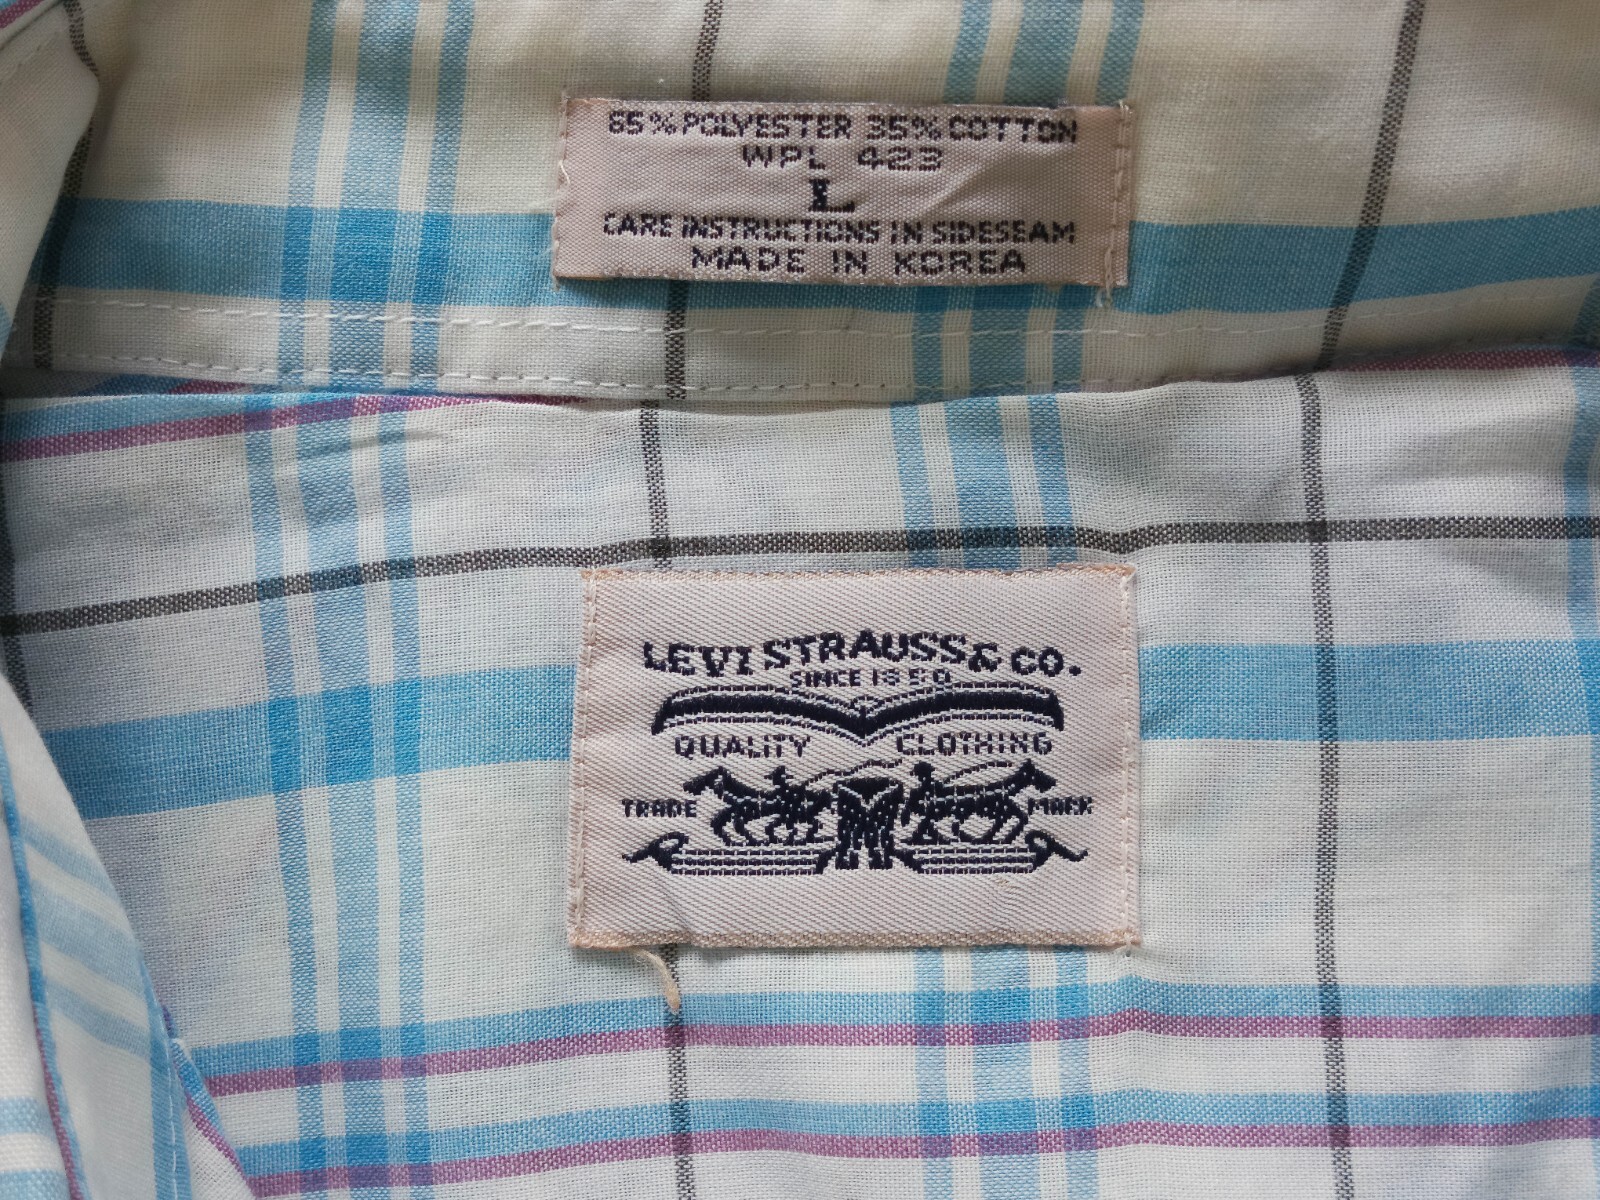 65% POLYESTER 35% COTTON
WPL 423
L
CARE INSTRUCTIONS IN SIDESEAM
MADE IN KOREA
LEVI STRAUSS & CO.
SINCE 1850
QUALITY CLOTHING
TRADE MARK